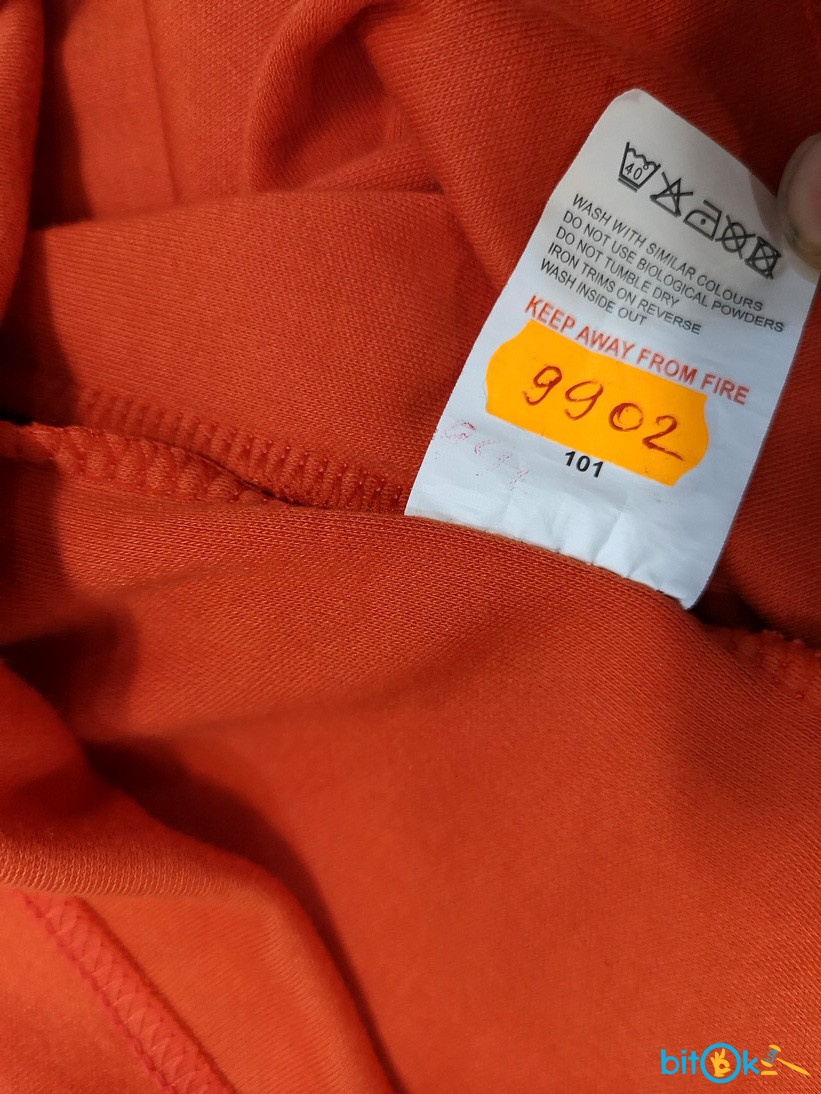 40
WASH WITH SIMILAR COLOURS
DO NOT USE BIOLOGICAL POWDERS
DO NOT TUMBLE DRY
IRON TRIMS ON REVERSE
WASH INSIDE OUT
KEEP AWAY FROM FIRE
9902
101
bitOk